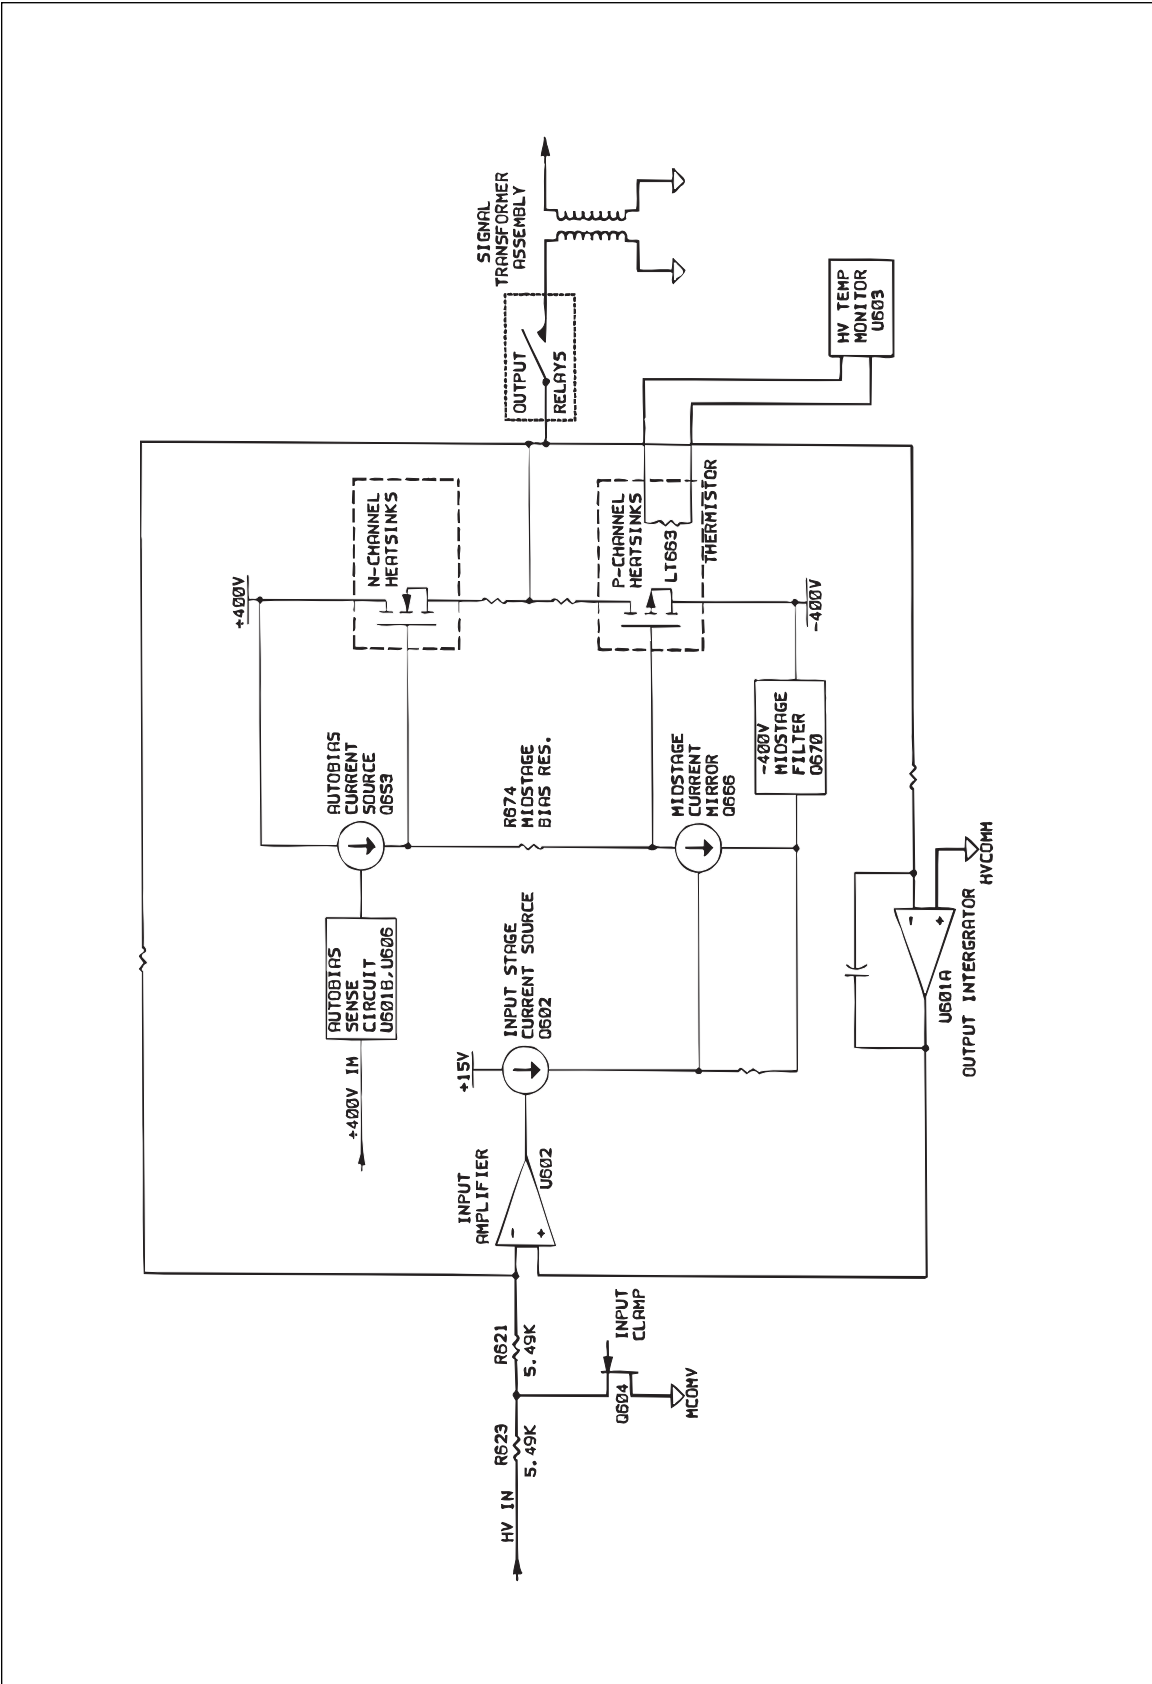 SIGNAL
TRANSFORMER
ASSEMBLY
OUTPUT
RELAYS
HV TEMP
MONITOR
U603
N-CHANNEL
HEATSINKS
P-CHANNEL
HEATSINKS
LT663
THERMISTOR
+400V
-400V
AUTOBIAS
CURRENT
SOURCE
Q653
R674
MIDSTAGE
BIAS RES.
MIDSTAGE
CURRENT
MIRROR
Q666
-400V
MIDSTAGE
FILTER
Q670
AUTOBIAS
SENSE
CIRCUIT
U601B,U606
INPUT STAGE
CURRENT SOURCE
Q602
HVCOMM
- +
U601A
OUTPUT INTERGRATOR
+400V IM
+15V
INPUT
AMPLIFIER
- +
U602
R621
5.49K
INPUT
CLAMP
Q604
MCOMV
R623
5.49K
HV IN